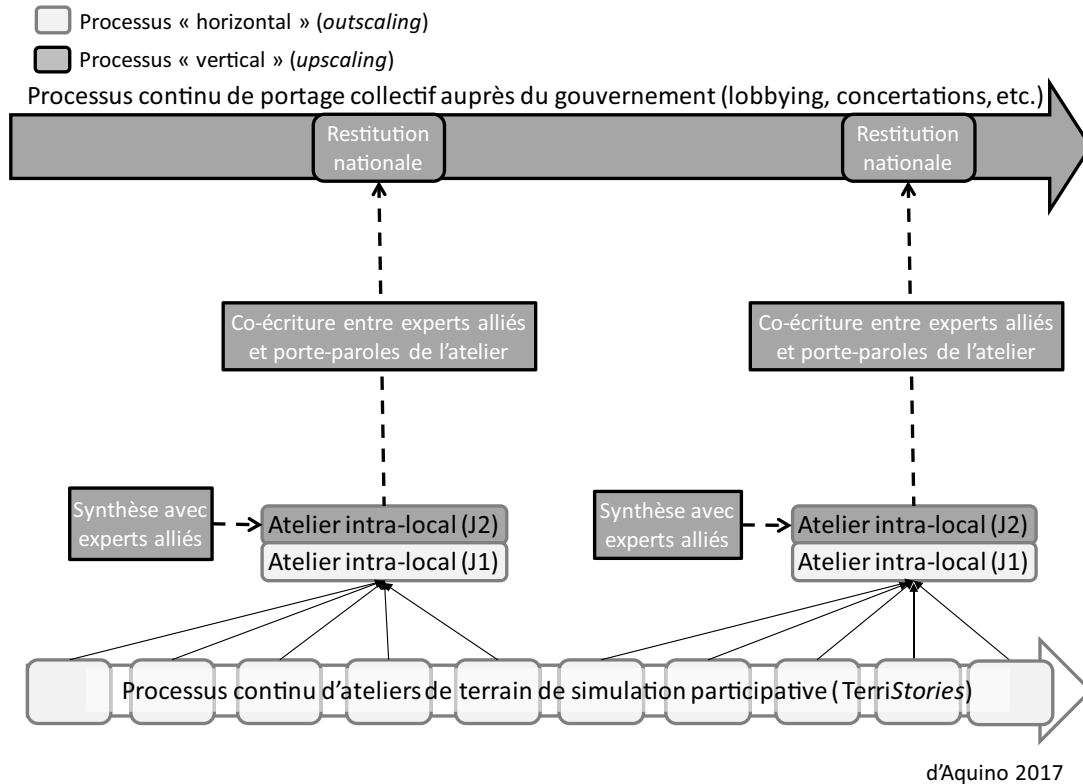 Processus « horizontal » (outscaling)
Processus « vertical » (upscaling)
Processus continu de portage collectif auprès du gouvernement (lobbying, concertations, etc.)
Restitution
nationale
Restitution
nationale
Co-écriture entre experts alliés
et porte-paroles de l'atelier
Co-écriture entre experts alliés
et porte-paroles de l'atelier
Synthèse avec
experts alliés
Atelier intra-local (J2)
Atelier intra-local (J1)
Synthèse avec
experts alliés
Atelier intra-local (J2)
Atelier intra-local (J1)
Processus continu d'ateliers de terrain de simulation participative (TerriStories)
d'Aquino 2017